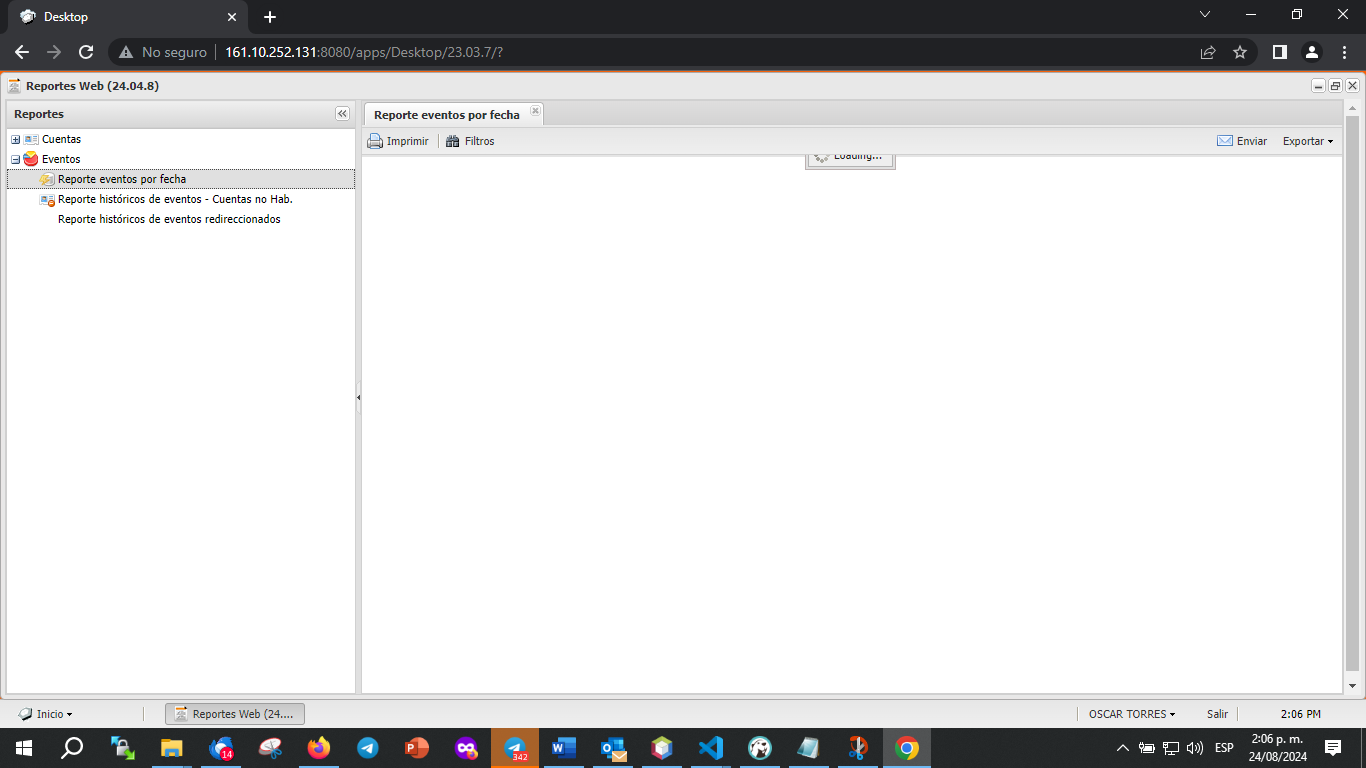 Desktop
No seguro
161.10.252.131:8080/apps/Desktop/23.03.7/?
Reportes Web (24.04.8)
Reportes
Cuentas
Eventos
Reporte eventos por fecha
Reporte históricos de eventos - Cuentas no Hab.
Reporte históricos de eventos redireccionados
Reporte eventos por fecha
Imprimir
Filtros
Enviar
Exportar
Loading...
Inicio
Reportes Web (24....
OSCAR TORRES
Salir
2:06 PM
14
342
ESP
2:06 p. m.
24/08/2024